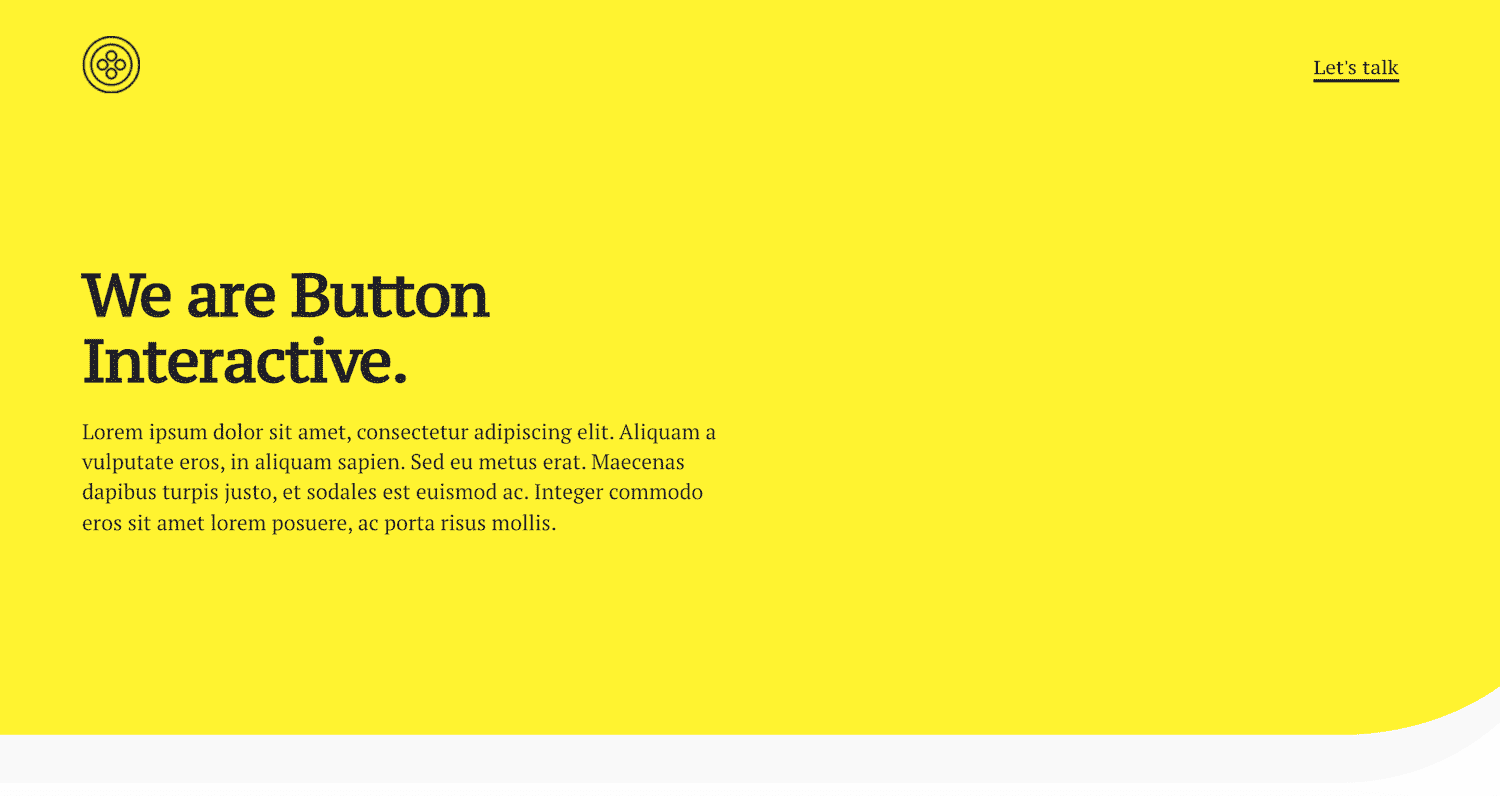 Let's talk
We are Button
Interactive.
Lorem ipsum dolor sit amet, consectetur adipiscing elit. Aliquam a
vulputate eros, in aliquam sapien. Sed eu metus erat. Maecenas
dapibus turpis justo, et sodales est euismod ac. Integer commodo
eros sit amet lorem posuere, ac porta risus mollis.